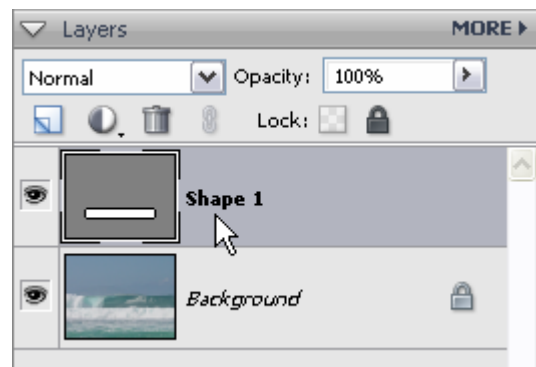 Layers MORE
Normal Opacity: 100%
Lock:
Shape 1
Background